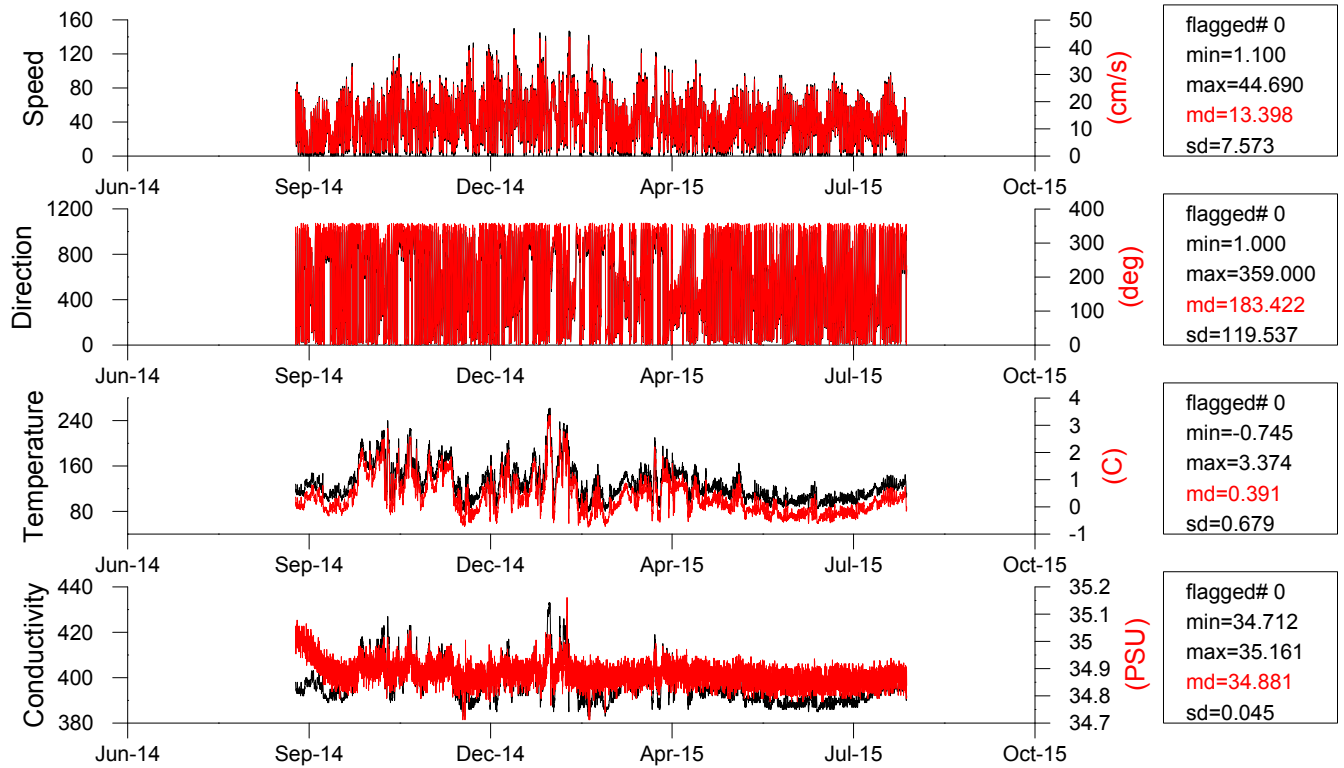 Speed
160
120
80
40
0
50
40
30
20
10
0
(cm/s)
Jun-14 Sep-14 Dec-14 Apr-15 Jul-15 Oct-15
flagged# 0
min=1.100
max=44.690
md=13.398
sd=7.573
Direction
1200
800
400
0
400
300
200
100
0
(deg)
Jun-14 Sep-14 Dec-14 Apr-15 Jul-15 Oct-15
flagged# 0
min=1.000
max=359.000
md=183.422
sd=119.537
Temperature
240
160
80
4
3
2
1
0
-1
(C)
Jun-14 Sep-14 Dec-14 Apr-15 Jul-15 Oct-15
flagged# 0
min=-0.745
max=3.374
md=0.391
sd=0.679
Conductivity
440
420
400
380
35.2
35.1
35
34.9
34.8
34.7
(PSU)
Jun-14 Sep-14 Dec-14 Apr-15 Jul-15 Oct-15
flagged# 0
min=34.712
max=35.161
md=34.881
sd=0.045